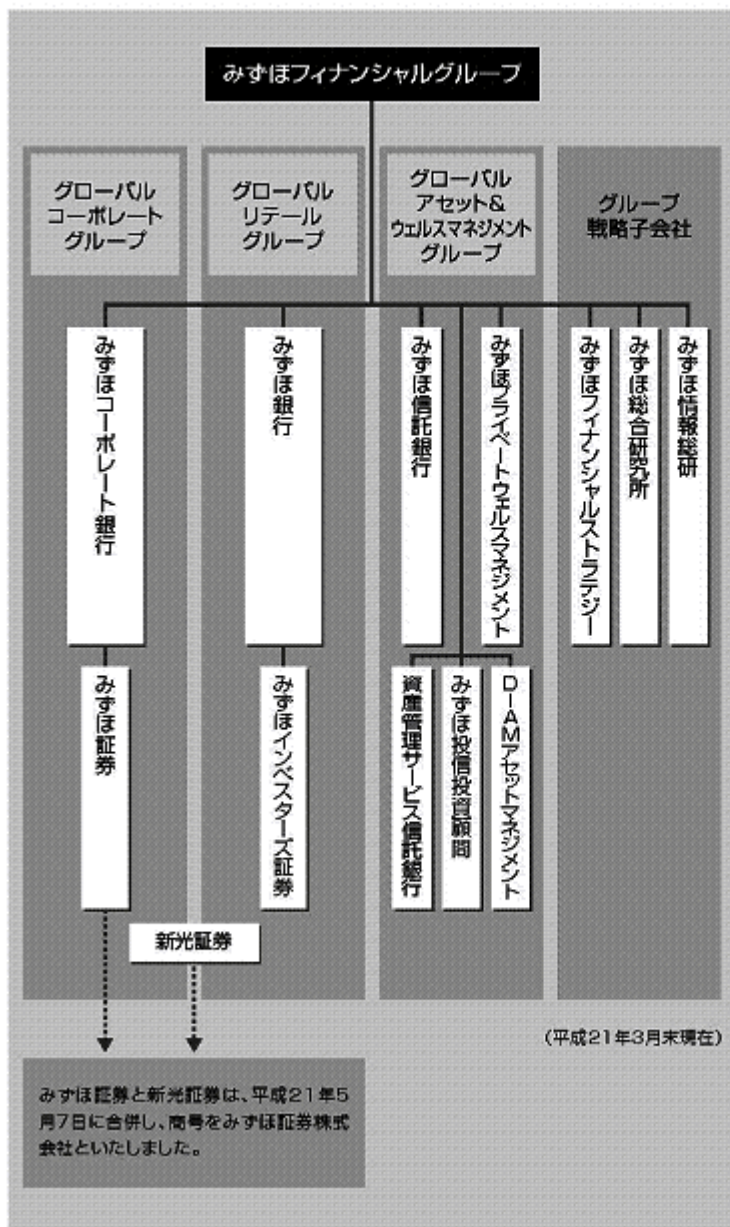 みずほフィナンシャルグループ
グローバル
コーポレート
グループ
グローバル
リテール
グループ
グローバル
アセット&
ウェルスマネジメント
グループ
グループ
戦略子会社
みずほコーポレート銀行
みずほ銀行
みずほ信託銀行
みずほプライベートウェルスマネジメント
みずほフィナンシャルストラテジー
みずほ総合研究所
みずほ情報総研
みずほ証券
みずほインベスターズ証券
資産管理サービス信託銀行
みずほ投信投資顧問
DIAMアセットマネジメント
新光証券
(平成21年3月末現在)
みずほ証券と新光証券は、平成21年5
月7日に合併し、商号をみずほ証券株式
会社といたしました。